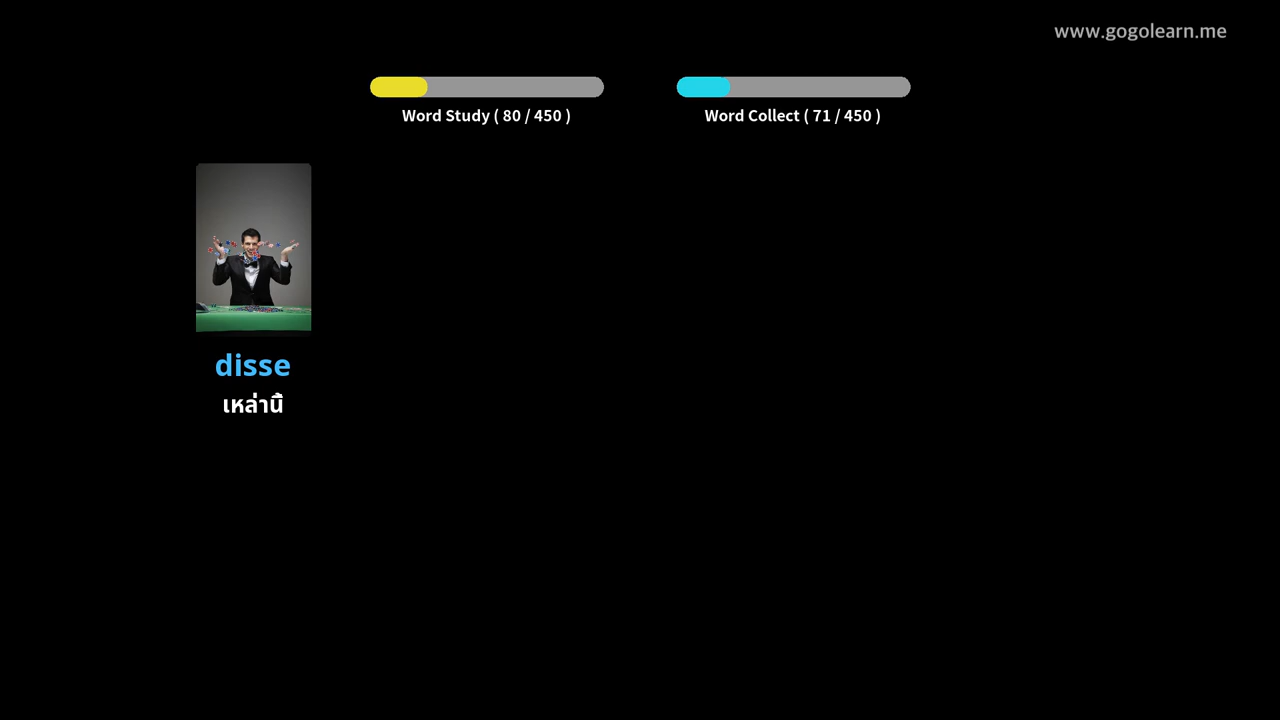 www.gogolearn.me
Word Study ( 80 / 450 )
Word Collect ( 71 / 450 )
disse
เหล่านี้